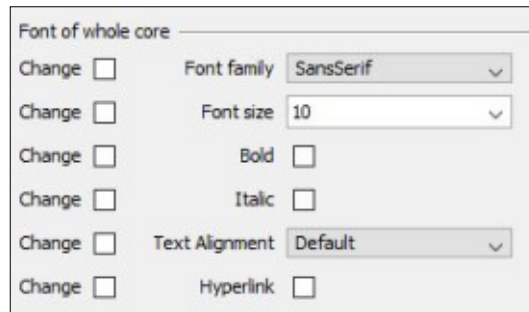 Font of whole core
Change Font family SansSerif
Change Font size 10
Change Bold
Change Italic
Change Text Alignment Default
Change Hyperlink